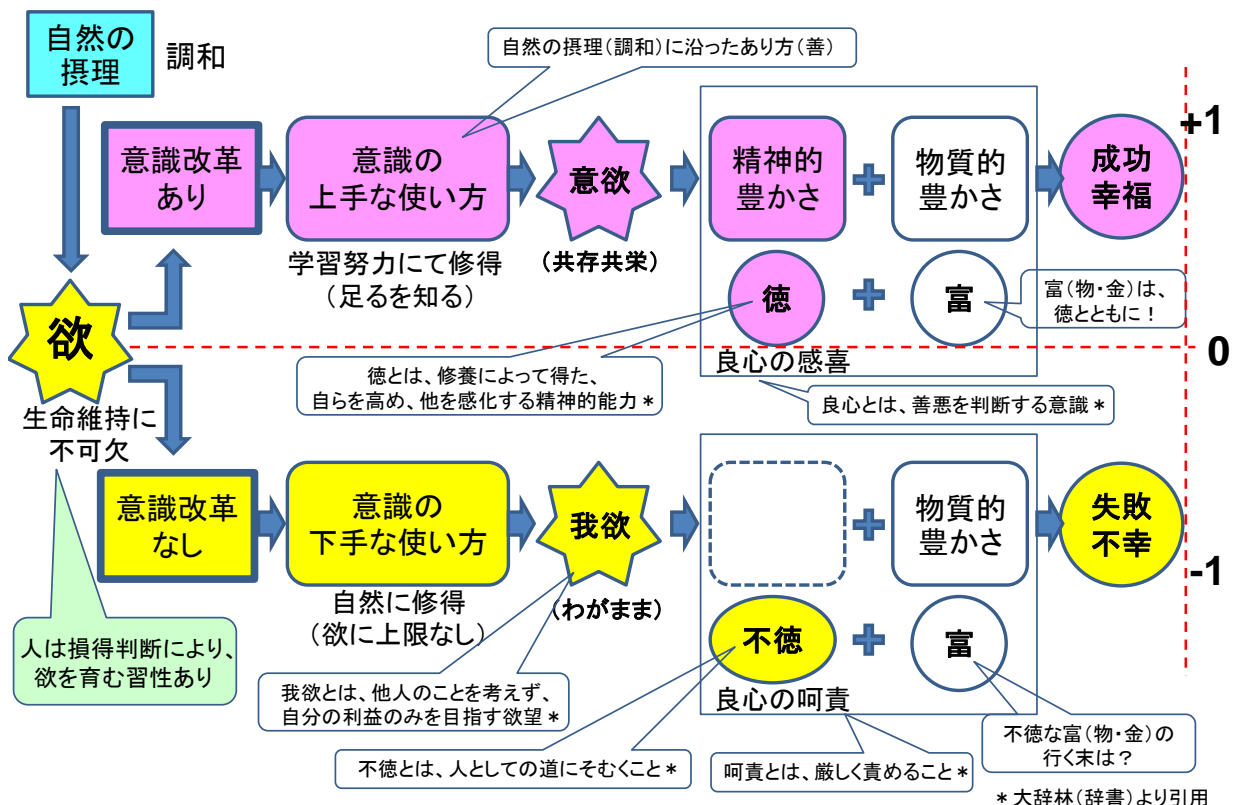 自然の
摂理
調和
自然の摂理(調和)に沿ったあり方(善)
+1
意識改革
あり
意識の
上手な使い方
意欲
精神的
豊かさ
+
物質的
豊かさ
成功
幸福
学習努力にて修得
(足るを知る)
(共存共栄)
徳
+
富
富(物・金)は、
徳とともに!
欲
0
良心の感喜
徳とは、修養によって得た、
自らを高め、他を感化する精神的能力*
良心とは、善悪を判断する意識*
生命維持に
不可欠
意識改革
なし
意識の
下手な使い方
我欲
+
物質的
豊かさ
失敗
不幸
-1
自然に修得
(欲に上限なし)
(わがまま)
人は損得判断により、
欲を育む習性あり
不徳
+
富
良心の呵責
我欲とは、他人のことを考えず、
自分の利益のみを目指す欲望*
不徳とは、人としての道にそむくこと*
呵責とは、厳しく責めること*
不徳な富(物・金)の
行く末は?
*大辞林(辞書)より引用